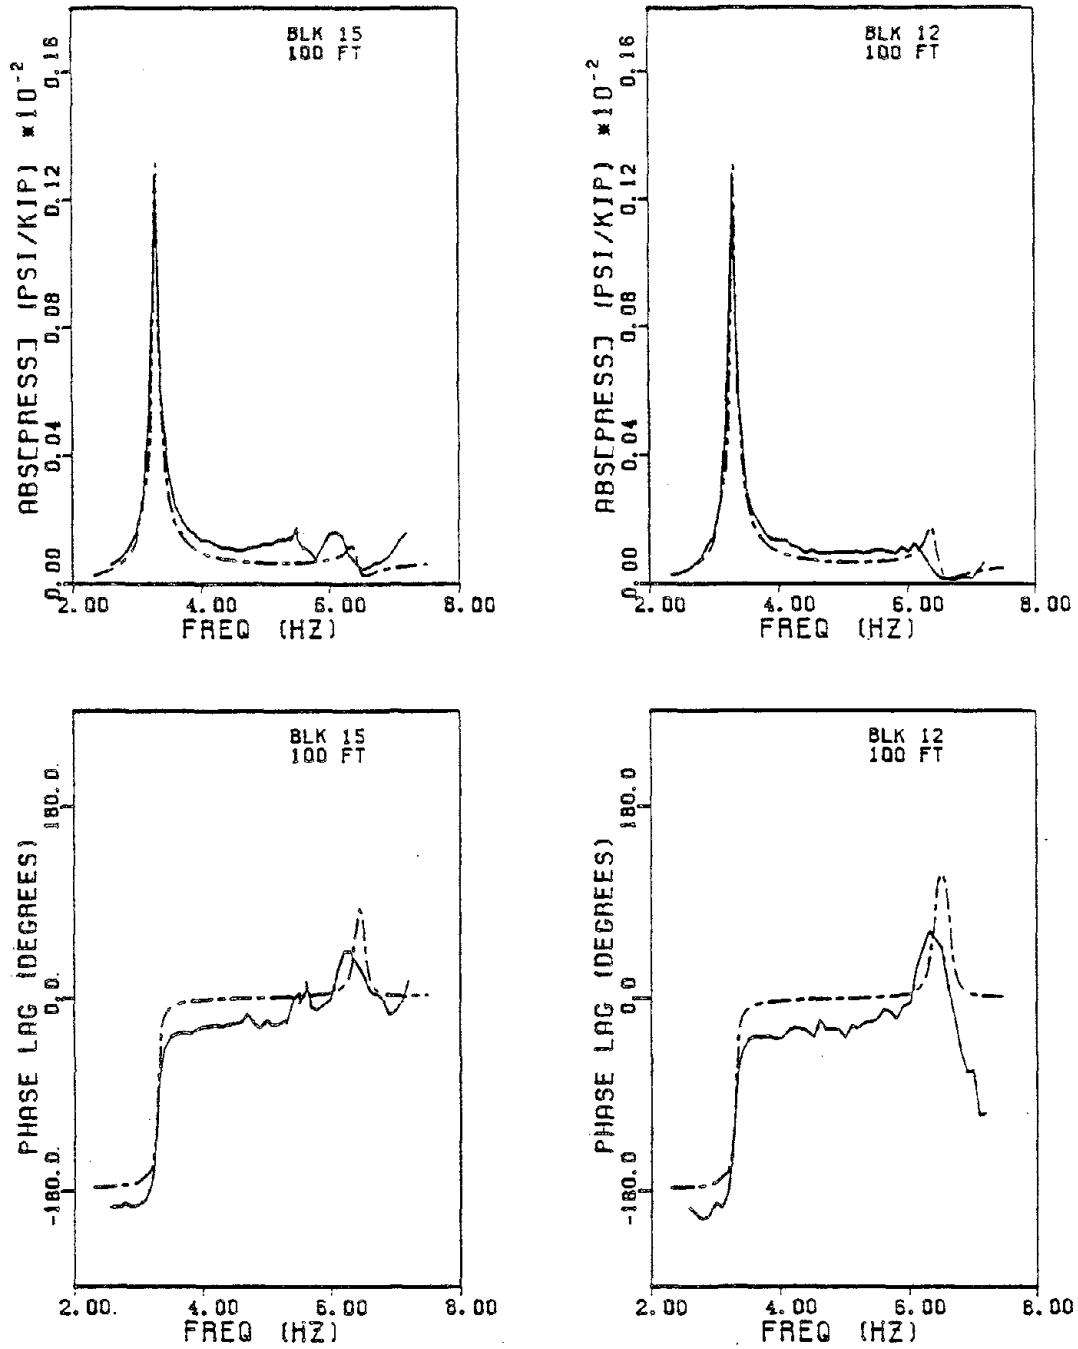 BLK 15
100 FT
ABS[PRESS] (PSI/KIP) *10⁻²
0.16
0.12
0.08
0.04
0.00
2.00 4.00 6.00 8.00
FREQ (HZ)
BLK 12
100 FT
ABS[PRESS] (PSI/KIP) *10⁻²
0.16
0.12
0.08
0.04
0.00
2.00 4.00 6.00 8.00
FREQ (HZ)
BLK 15
100 FT
PHASE LAG (DEGREES)
180.0
0.0
-180.0
2.00 4.00 6.00 8.00
FREQ (HZ)
BLK 12
100 FT
PHASE LAG (DEGREES)
180.0
0.0
-180.0
2.00 4.00 6.00 8.00
FREQ (HZ)